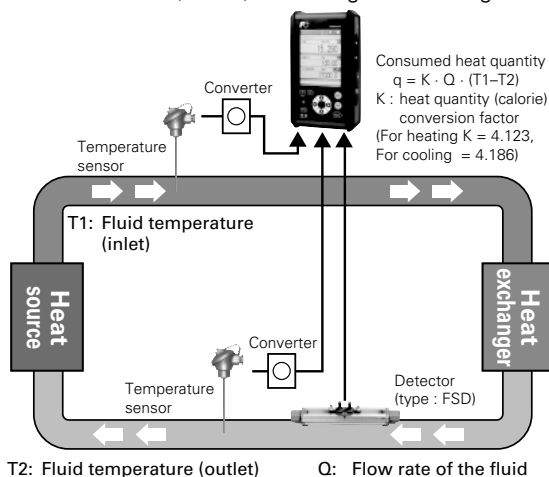 Consumed heat quantity
q = K · Q · (T1–T2)
K : heat quantity (calorie)
conversion factor
(For heating K = 4.123,
For cooling = 4.186)
Converter
Temperature
sensor
T1: Fluid temperature
(inlet)
Heat
source
Heat
exchanger
Converter
Temperature
sensor
Detector
(type : FSD)
T2: Fluid temperature (outlet)
Q: Flow rate of the fluid